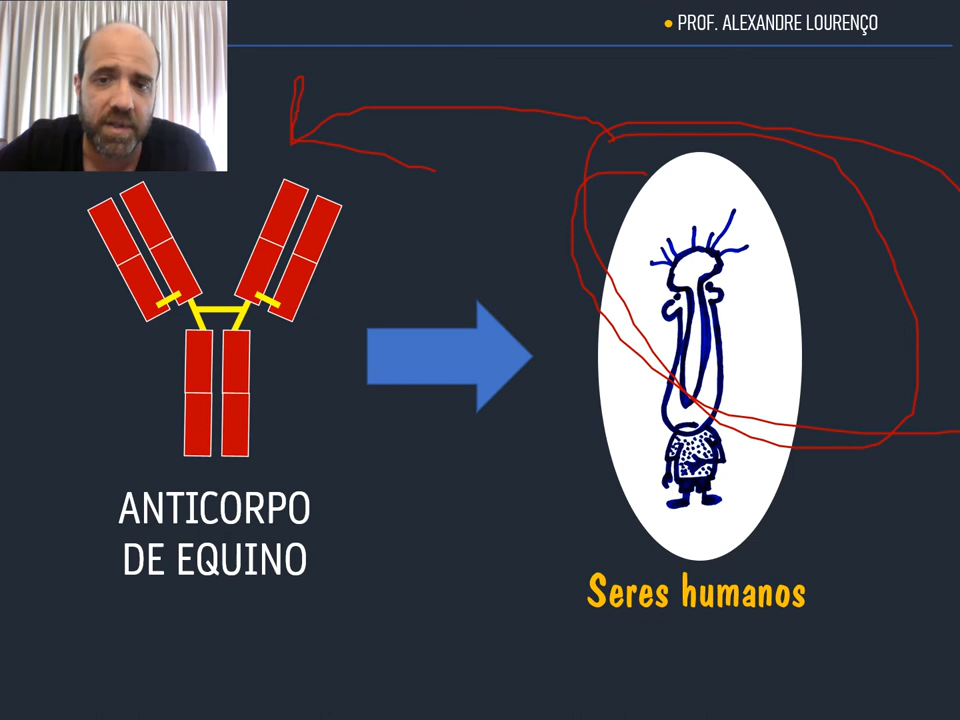 PROF. ALEXANDRE LOURENÇO
ANTICORPO
DE EQUINO
Seres humanos